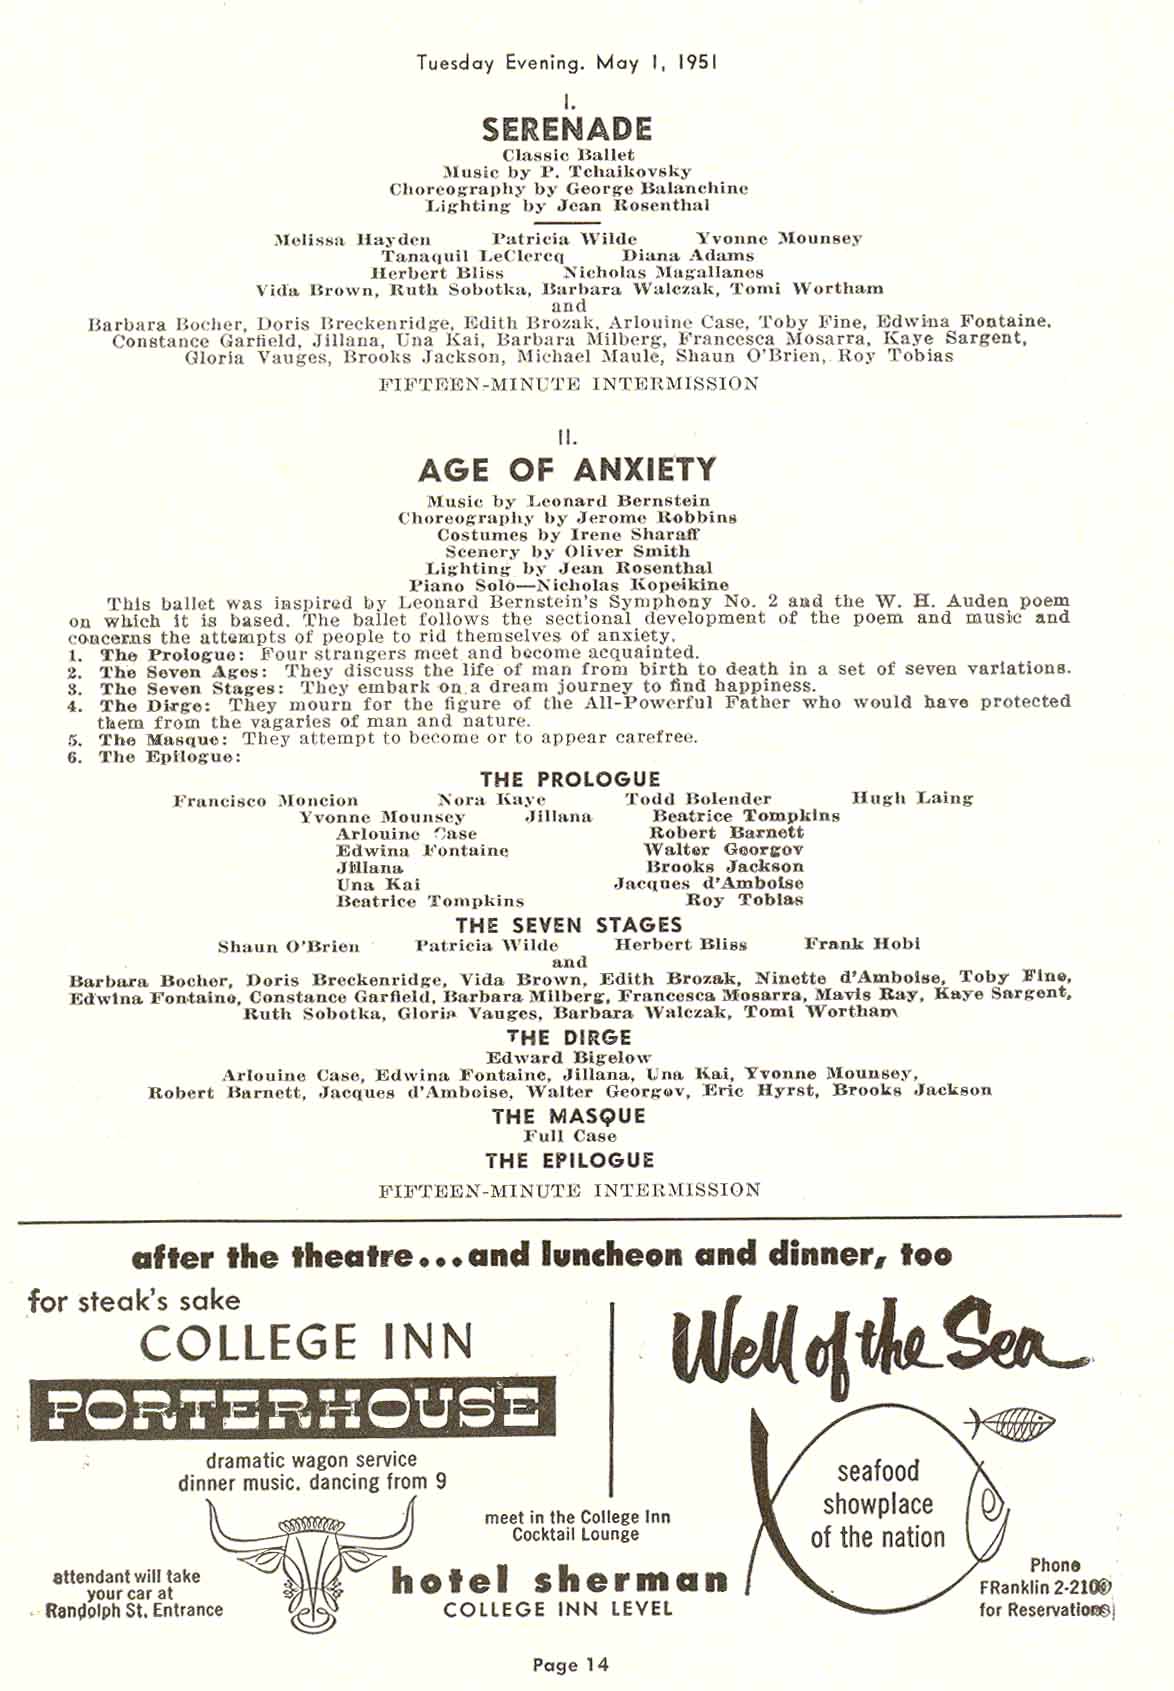 Tuesday Evening. May 1, 1951
I.
SERENADE
Classic Ballet
Music by P. Tchaikovsky
Choreography by George Balanchine
Lighting by Jean Rosenthal
Melissa Hayden Patricia Wilde Yvonne Mounsey
Tanaquil LeClercq Diana Adams
Herbert Bliss Nicholas Magallanes
Vida Brown, Ruth Sobotka, Barbara Walczak, Tomi Wortham
and
Barbara Bocher, Doris Breckenridge, Edith Brozak, Arlouine Case, Toby Fine, Edwina Fontaine,
Constance Garfield, Jillana, Una Kai, Barbara Milberg, Francesca Mosarra, Kaye Sargent,
Gloria Vauges, Brooks Jackson, Michael Maule, Shaun O'Brien, Roy Tobias
FIFTEEN-MINUTE INTERMISSION
II.
AGE OF ANXIETY
Music by Leonard Bernstein
Choreography by Jerome Robbins
Costumes by Irene Sharaff
Scenery by Oliver Smith
Lighting by Jean Rosenthal
Piano Solo—Nicholas Kopeikine
This ballet was inspired by Leonard Bernstein's Symphony No. 2 and the W. H. Auden poem
on which it is based. The ballet follows the sectional development of the poem and music and
concerns the attempts of people to rid themselves of anxiety.
1. The Prologue: Four strangers meet and become acquainted.
2. The Seven Ages: They discuss the life of man from birth to death in a set of seven variations.
3. The Seven Stages: They embark on a dream journey to find happiness.
4. The Dirge: They mourn for the figure of the All-Powerful Father who would have protected
them from the vagaries of man and nature.
5. The Masque: They attempt to become or to appear carefree.
6. The Epilogue:
THE PROLOGUE
Francisco Moncion Nora Kaye Todd Bolender Hugh Laing
Yvonne Mounsey Jillana Beatrice Tompkins
Arlouine Case Robert Barnett
Edwina Fontaine Walter Georgov
Jillana Brooks Jackson
Una Kai Jacques d'Amboise
Beatrice Tompkins Roy Tobias
THE SEVEN STAGES
Shaun O'Brien Patricia Wilde Herbert Bliss Frank Hobi
and
Barbara Bocher, Doris Breckenridge, Vida Brown, Edith Brozak, Ninette d'Amboise, Toby Fine,
Edwina Fontaine, Constance Garfield, Barbara Milberg, Francesca Mosarra, Mavis Ray, Kaye Sargent,
Ruth Sobotka, Gloria Vauges, Barbara Walczak, Tomi Wortham
THE DIRGE
Edward Bigelow
Arlouine Case, Edwina Fontaine, Jillana, Una Kai, Yvonne Mounsey,
Robert Barnett, Jacques d'Amboise, Walter Georgov, Eric Hyrst, Brooks Jackson
THE MASQUE
Full Case
THE EPILOGUE
FIFTEEN-MINUTE INTERMISSION
after the theatre...and luncheon and dinner, too
for steak's sake
COLLEGE INN
PORTERHOUSE
dramatic wagon service
dinner music. dancing from 9
attendant will take
your car at
Randolph St. Entrance
meet in the College Inn
Cocktail Lounge
hotel sherman
COLLEGE INN LEVEL
Well of the Sea
seafood
showplace
of the nation
Phone
FRanklin 2-2100
for Reservations
Page 14